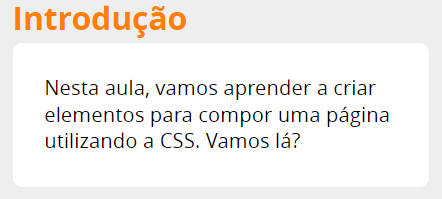 Introdução
Nesta aula, vamos aprender a criar
elementos para compor uma página
utilizando a CSS. Vamos lá?